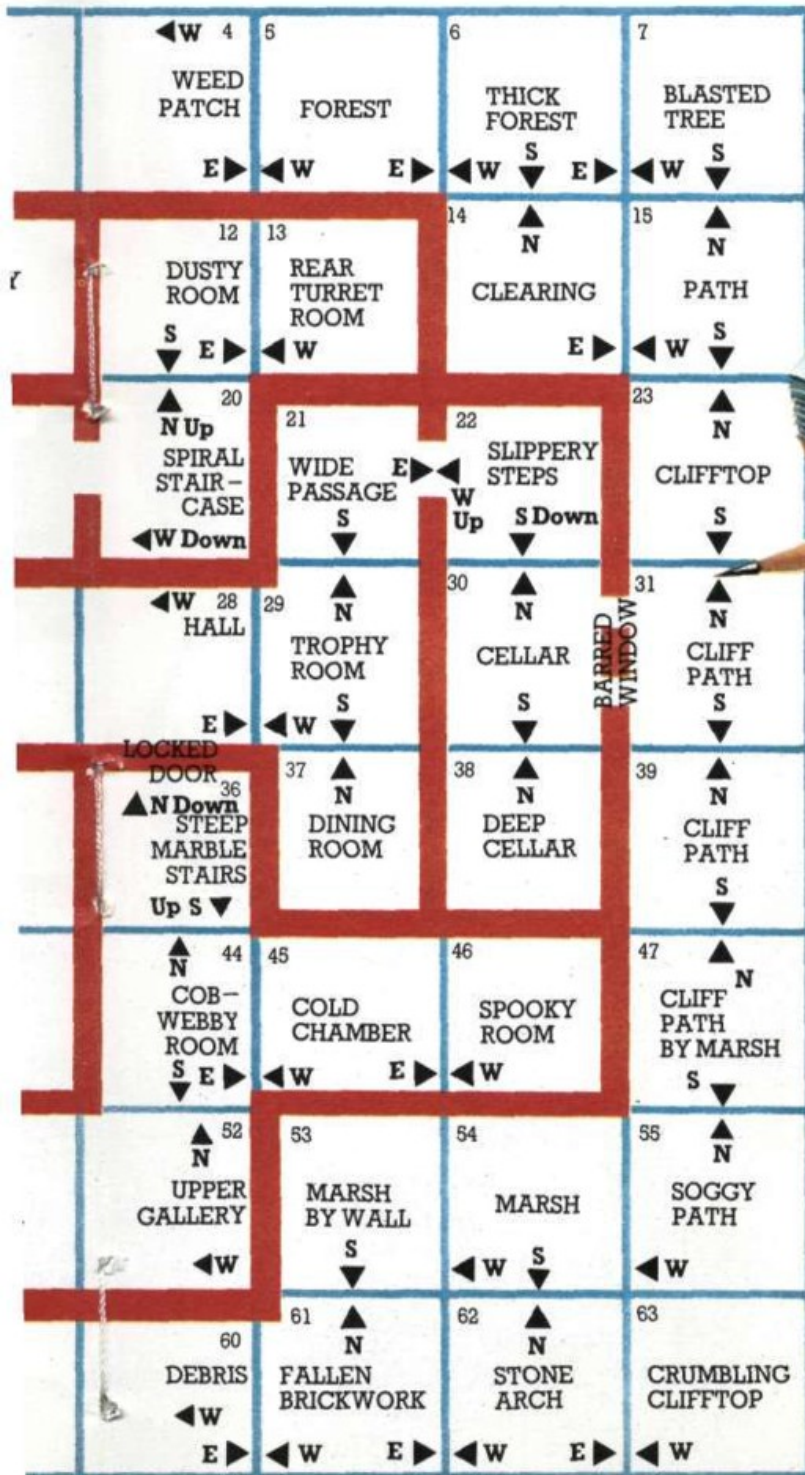 W 4
WEED
PATCH
E
5
FOREST
W E
6
THICK
FOREST
S
W E
7
BLASTED
TREE
S
W
Y
12
DUSTY
ROOM
S
E
13
REAR
TURRET
ROOM
W
14
N
CLEARING
E
15
N
PATH
S
W
20
N Up
SPIRAL
STAIR-
CASE
W Down
21
WIDE
PASSAGE
E
S
22
SLIPPERY
STEPS
W
Up
S Down
23
N
CLIFFTOP
S
W 28
HALL
E
29
N
TROPHY
ROOM
S
W
30
N
CELLAR
S
BARRED
WINDOW
31
N
CLIFF
PATH
S
LOCKED
DOOR
36
N Down
STEEP
MARBLE
STAIRS
Up S
37
N
DINING
ROOM
38
N
DEEP
CELLAR
39
N
CLIFF
PATH
S
44
N
COB-
WEBBY
ROOM
S
E
45
COLD
CHAMBER
W E
46
SPOOKY
ROOM
W
47
N
CLIFF
PATH
BY MARSH
S
52
N
UPPER
GALLERY
W
53
MARSH
BY WALL
S
54
MARSH
W S
55
N
SOGGY
PATH
W
60
DEBRIS
W
E
61
N
FALLEN
BRICKWORK
W
E
62
N
STONE
ARCH
W
E
63
CRUMBLING
CLIFFTOP
W